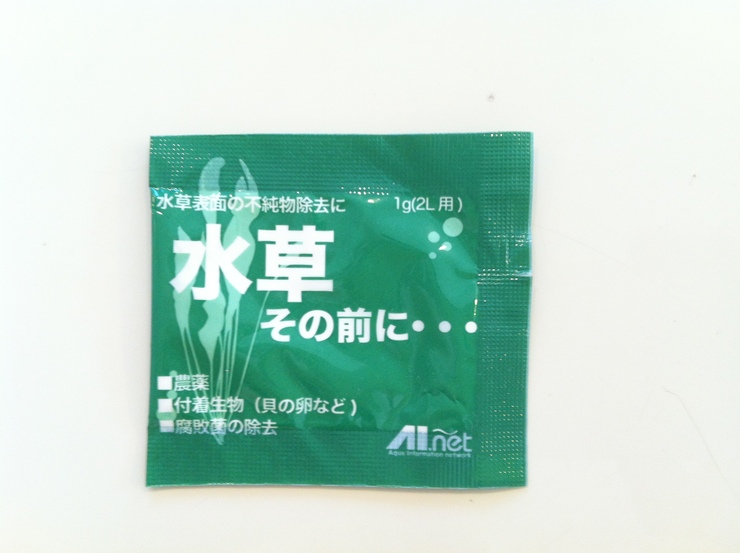 水草表面の不純物除去に 1g(2L用)
水草
その前に・・・
■農薬
■付着生物（貝の卵など）
■腐敗菌の除去
AI.net
Aqua Information network